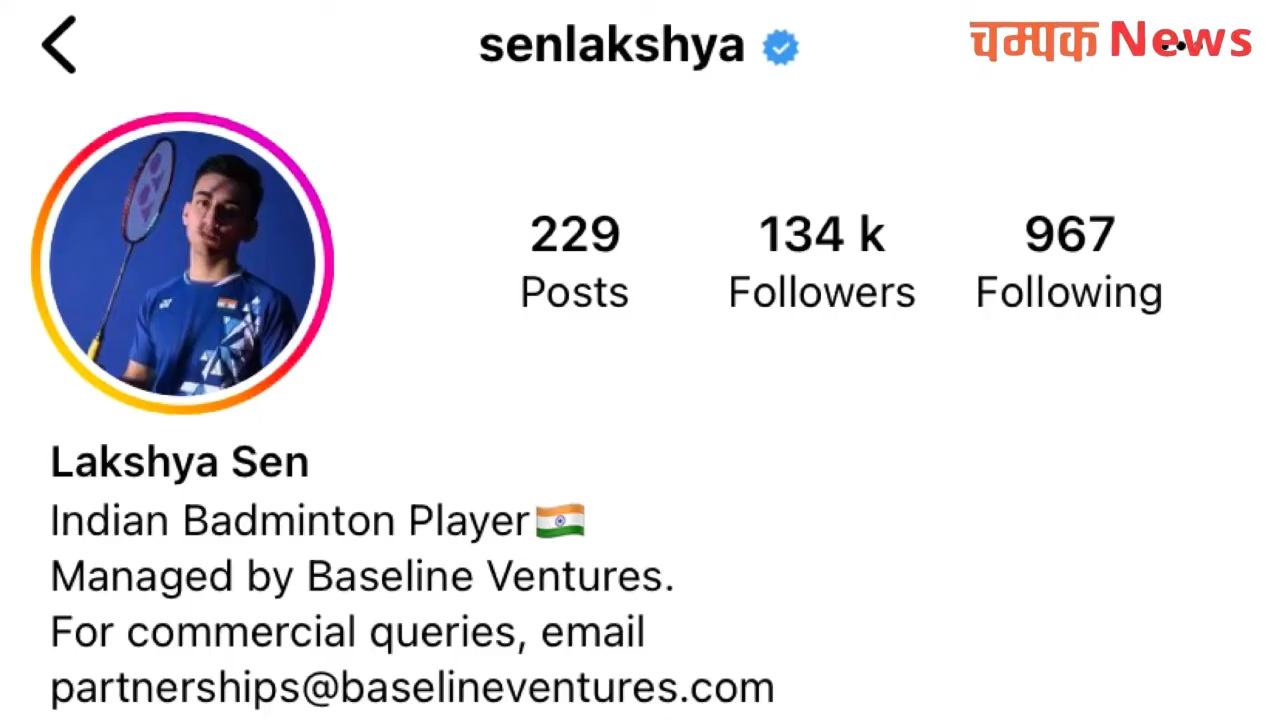 senlakshya
चम्पक News
229 134 k 967
Posts Followers Following
Lakshya Sen
Indian Badminton Player🇮🇳
Managed by Baseline Ventures.
For commercial queries, email
partnerships@baselineventures.com